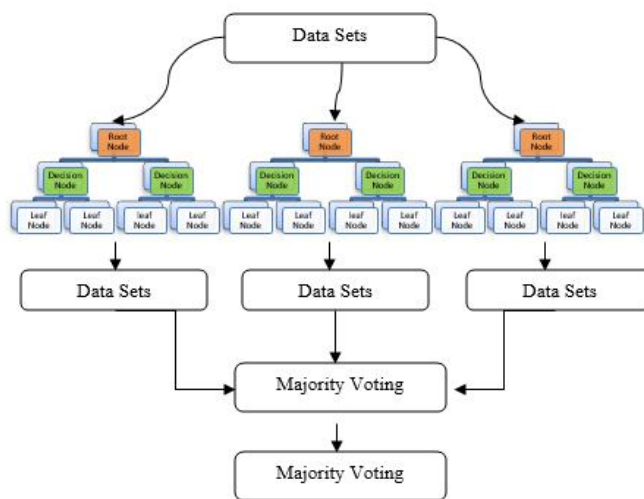 Data Sets
Root
Node
Root
Node
Root
Node
Decision
Node
Decision
Node
Decision
Node
Decision
Node
Decision
Node
Decision
Node
Leaf
Node
Leaf
Node
leaf
Node
Leaf
Node
Leaf
Node
Leaf
Node
leaf
Node
Leaf
Node
Leaf
Node
Leaf
Node
leaf
Node
Leaf
Node
Data Sets
Data Sets
Data Sets
Majority Voting
Majority Voting